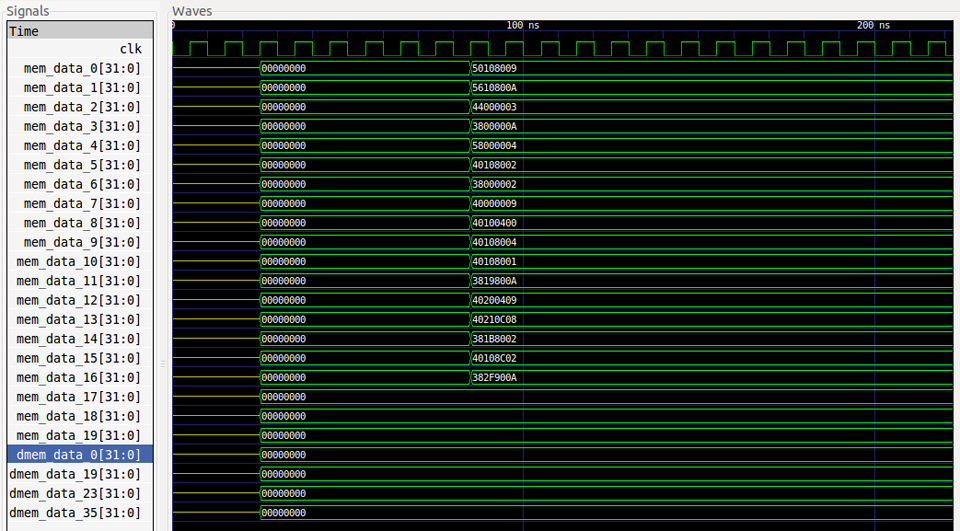 Signals Waves
Time 0 100 ns 200 ns
clk
mem_data_0[31:0] 00000000 50108009
mem_data_1[31:0] 00000000 5610800A
mem_data_2[31:0] 00000000 44000003
mem_data_3[31:0] 00000000 3800000A
mem_data_4[31:0] 00000000 58000004
mem_data_5[31:0] 00000000 40108002
mem_data_6[31:0] 00000000 38000002
mem_data_7[31:0] 00000000 40000009
mem_data_8[31:0] 00000000 40100400
mem_data_9[31:0] 00000000 40108004
mem_data_10[31:0] 00000000 40108001
mem_data_11[31:0] 00000000 3819800A
mem_data_12[31:0] 00000000 40200409
mem_data_13[31:0] 00000000 40210C08
mem_data_14[31:0] 00000000 381B8002
mem_data_15[31:0] 00000000 40108C02
mem_data_16[31:0] 00000000 382F900A
mem_data_17[31:0] 00000000
mem_data_18[31:0] 00000000
mem_data_19[31:0] 00000000
dmem_data_0[31:0] 00000000
dmem_data_19[31:0] 00000000
dmem_data_23[31:0] 00000000
dmem_data_35[31:0] 00000000